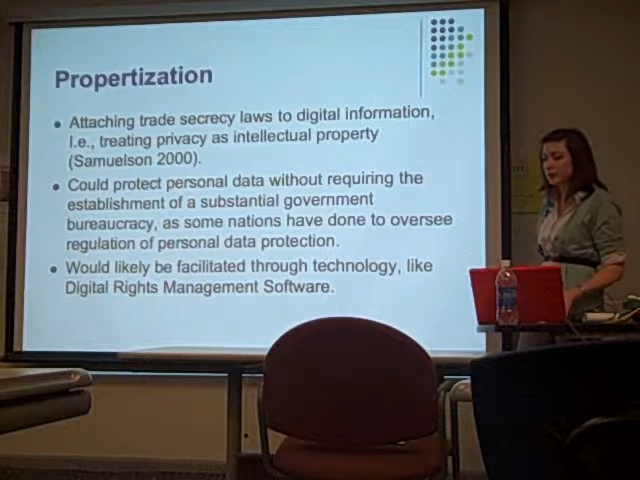 Propertization
Attaching trade secrecy laws to digital information,
I.e., treating privacy as intellectual property
(Samuelson 2000).
Could protect personal data without requiring the
establishment of a substantial government
bureaucracy, as some nations have done to oversee
regulation of personal data protection.
Would likely be facilitated through technology, like
Digital Rights Management Software.